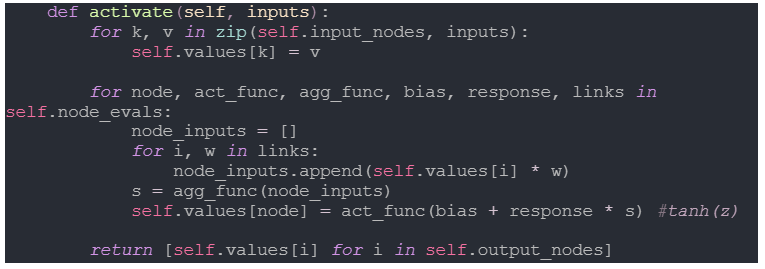 def activate(self, inputs):
for k, v in zip(self.input_nodes, inputs):
self.values[k] = v
for node, act_func, agg_func, bias, response, links in
self.node_evals:
node_inputs = []
for i, w in links:
node_inputs.append(self.values[i] * w)
s = agg_func(node_inputs)
self.values[node] = act_func(bias + response * s) #tanh(z)
return [self.values[i] for i in self.output_nodes]